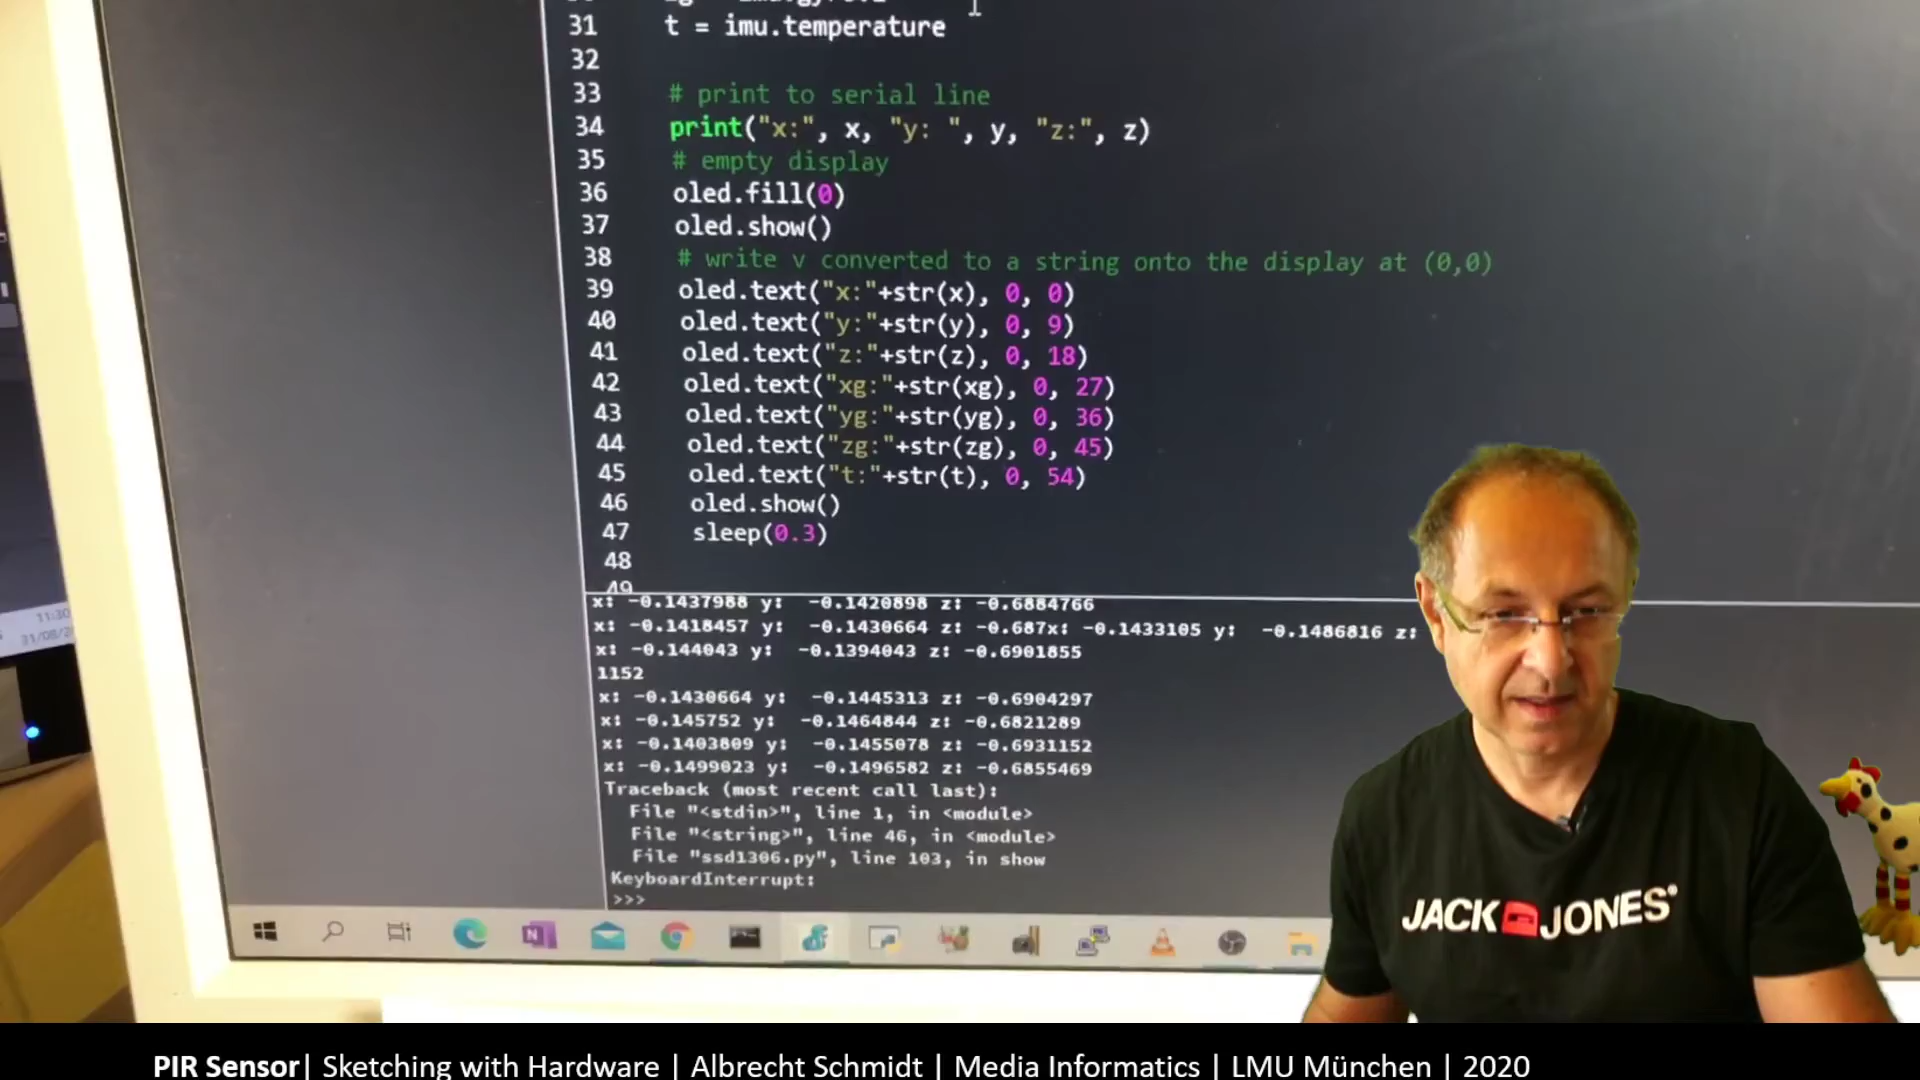 31 t = imu.temperature
32
33 # print to serial line
34 print("x:", x, "y: ", y, "z:", z)
35 # empty display
36 oled.fill(0)
37 oled.show()
38 # write v converted to a string onto the display at (0,0)
39 oled.text("x:"+str(x), 0, 0)
40 oled.text("y:"+str(y), 0, 9)
41 oled.text("z:"+str(z), 0, 18)
42 oled.text("xg:"+str(xg), 0, 27)
43 oled.text("yg:"+str(yg), 0, 36)
44 oled.text("zg:"+str(zg), 0, 45)
45 oled.text("t:"+str(t), 0, 54)
46 oled.show()
47 sleep(0.3)
48
49
x: -0.1437988 y:  -0.1420898 z: -0.6884766
x: -0.1418457 y:  -0.1430664 z: -0.687x: -0.1433105 y:  -0.1486816 z:
x: -0.144043 y:  -0.1394043 z: -0.6901855
1152
x: -0.1430664 y:  -0.1445313 z: -0.6904297
x: -0.145752 y:  -0.1464844 z: -0.6821289
x: -0.1403809 y:  -0.1455078 z: -0.6931152
x: -0.1499023 y:  -0.1496582 z: -0.6855469
Traceback (most recent call last):
File "<stdin>", line 1, in <module>
File "<string>", line 46, in <module>
File "ssd1306.py", line 103, in show
KeyboardInterrupt:
>>>
11:30
JACK JONES®
PIR Sensor| Sketching with Hardware | Albrecht Schmidt | Media Informatics | LMU München | 2020